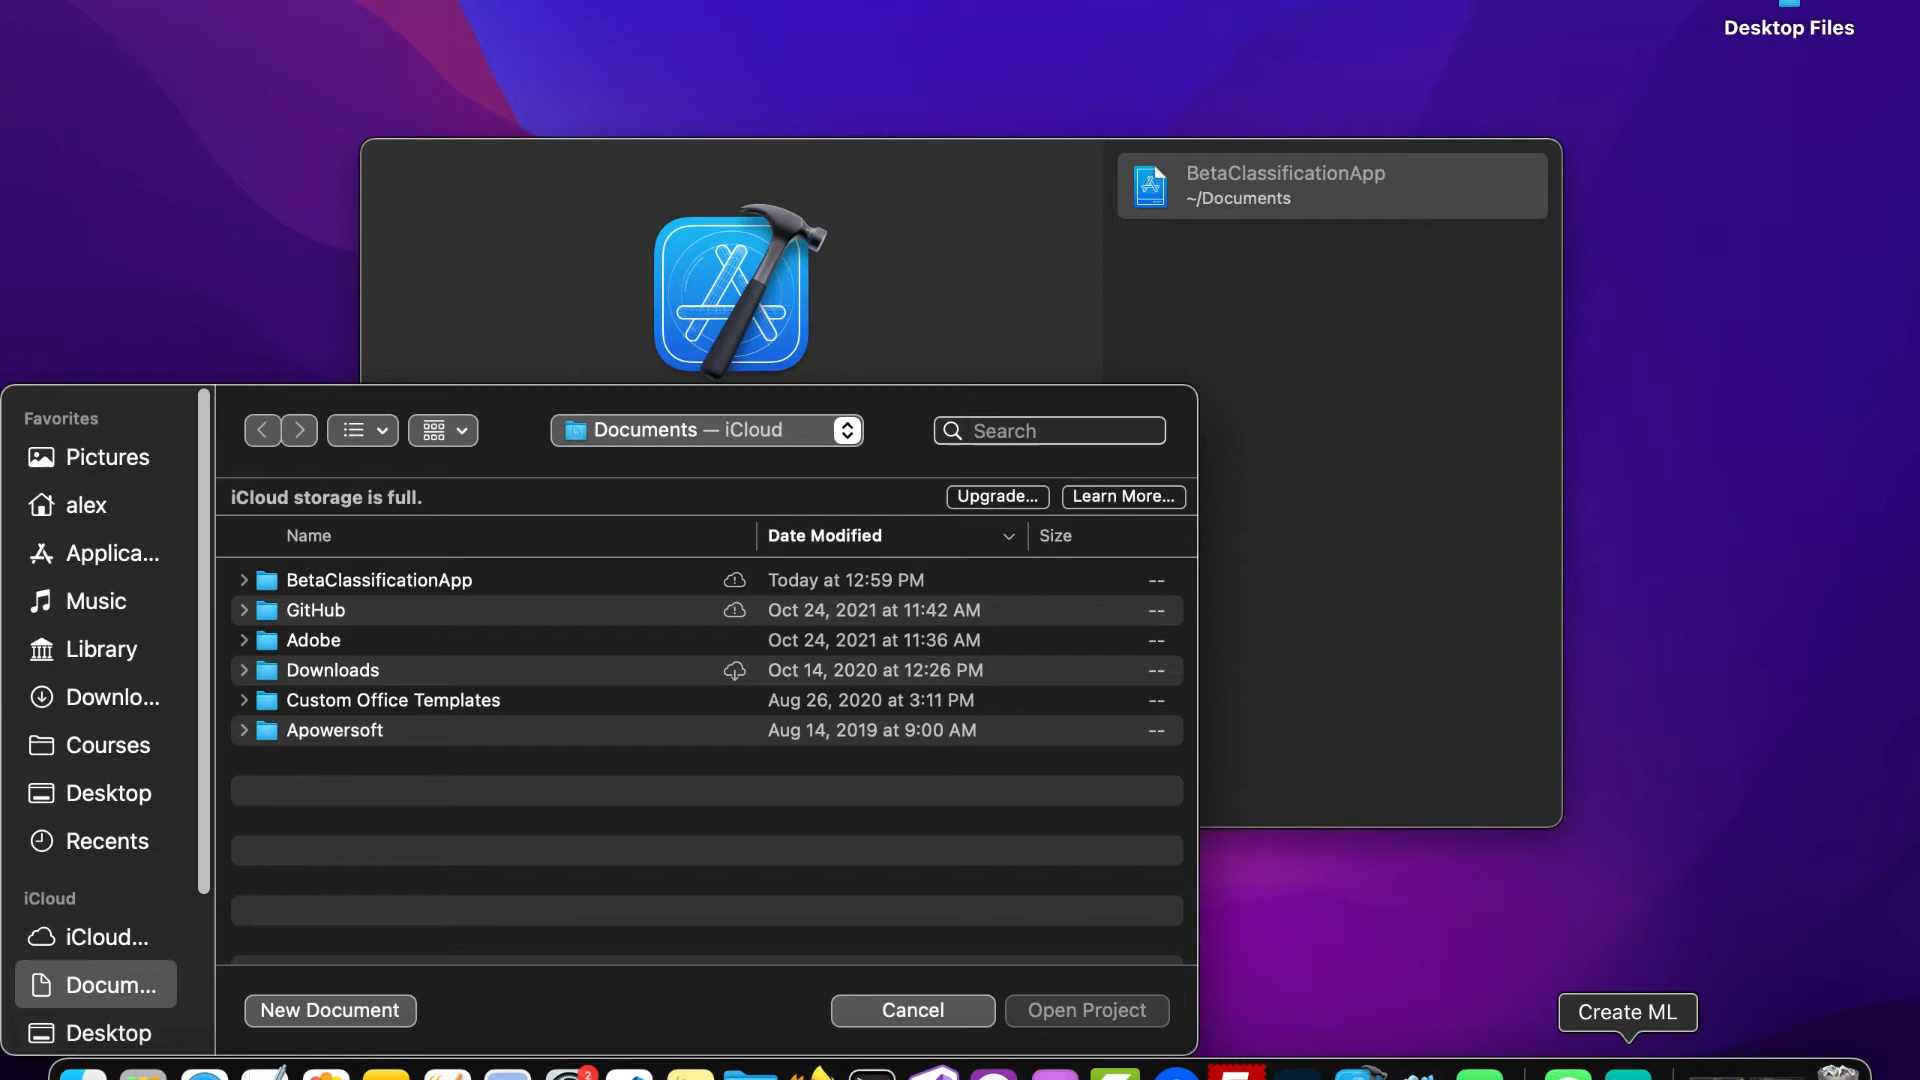 Desktop Files
BetaClassificationApp
~/Documents
Favorites
Pictures
alex
Applica...
Music
Library
Downlo...
Courses
Desktop
Recents
iCloud
iCloud...
Docum...
Desktop
Documents — iCloud
Search
iCloud storage is full.
Upgrade...
Learn More...
Name Date Modified Size
BetaClassificationApp Today at 12:59 PM --
GitHub Oct 24, 2021 at 11:42 AM --
Adobe Oct 24, 2021 at 11:36 AM --
Downloads Oct 14, 2020 at 12:26 PM --
Custom Office Templates Aug 26, 2020 at 3:11 PM --
Apowersoft Aug 14, 2019 at 9:00 AM --
New Document
Cancel
Open Project
Create ML
2